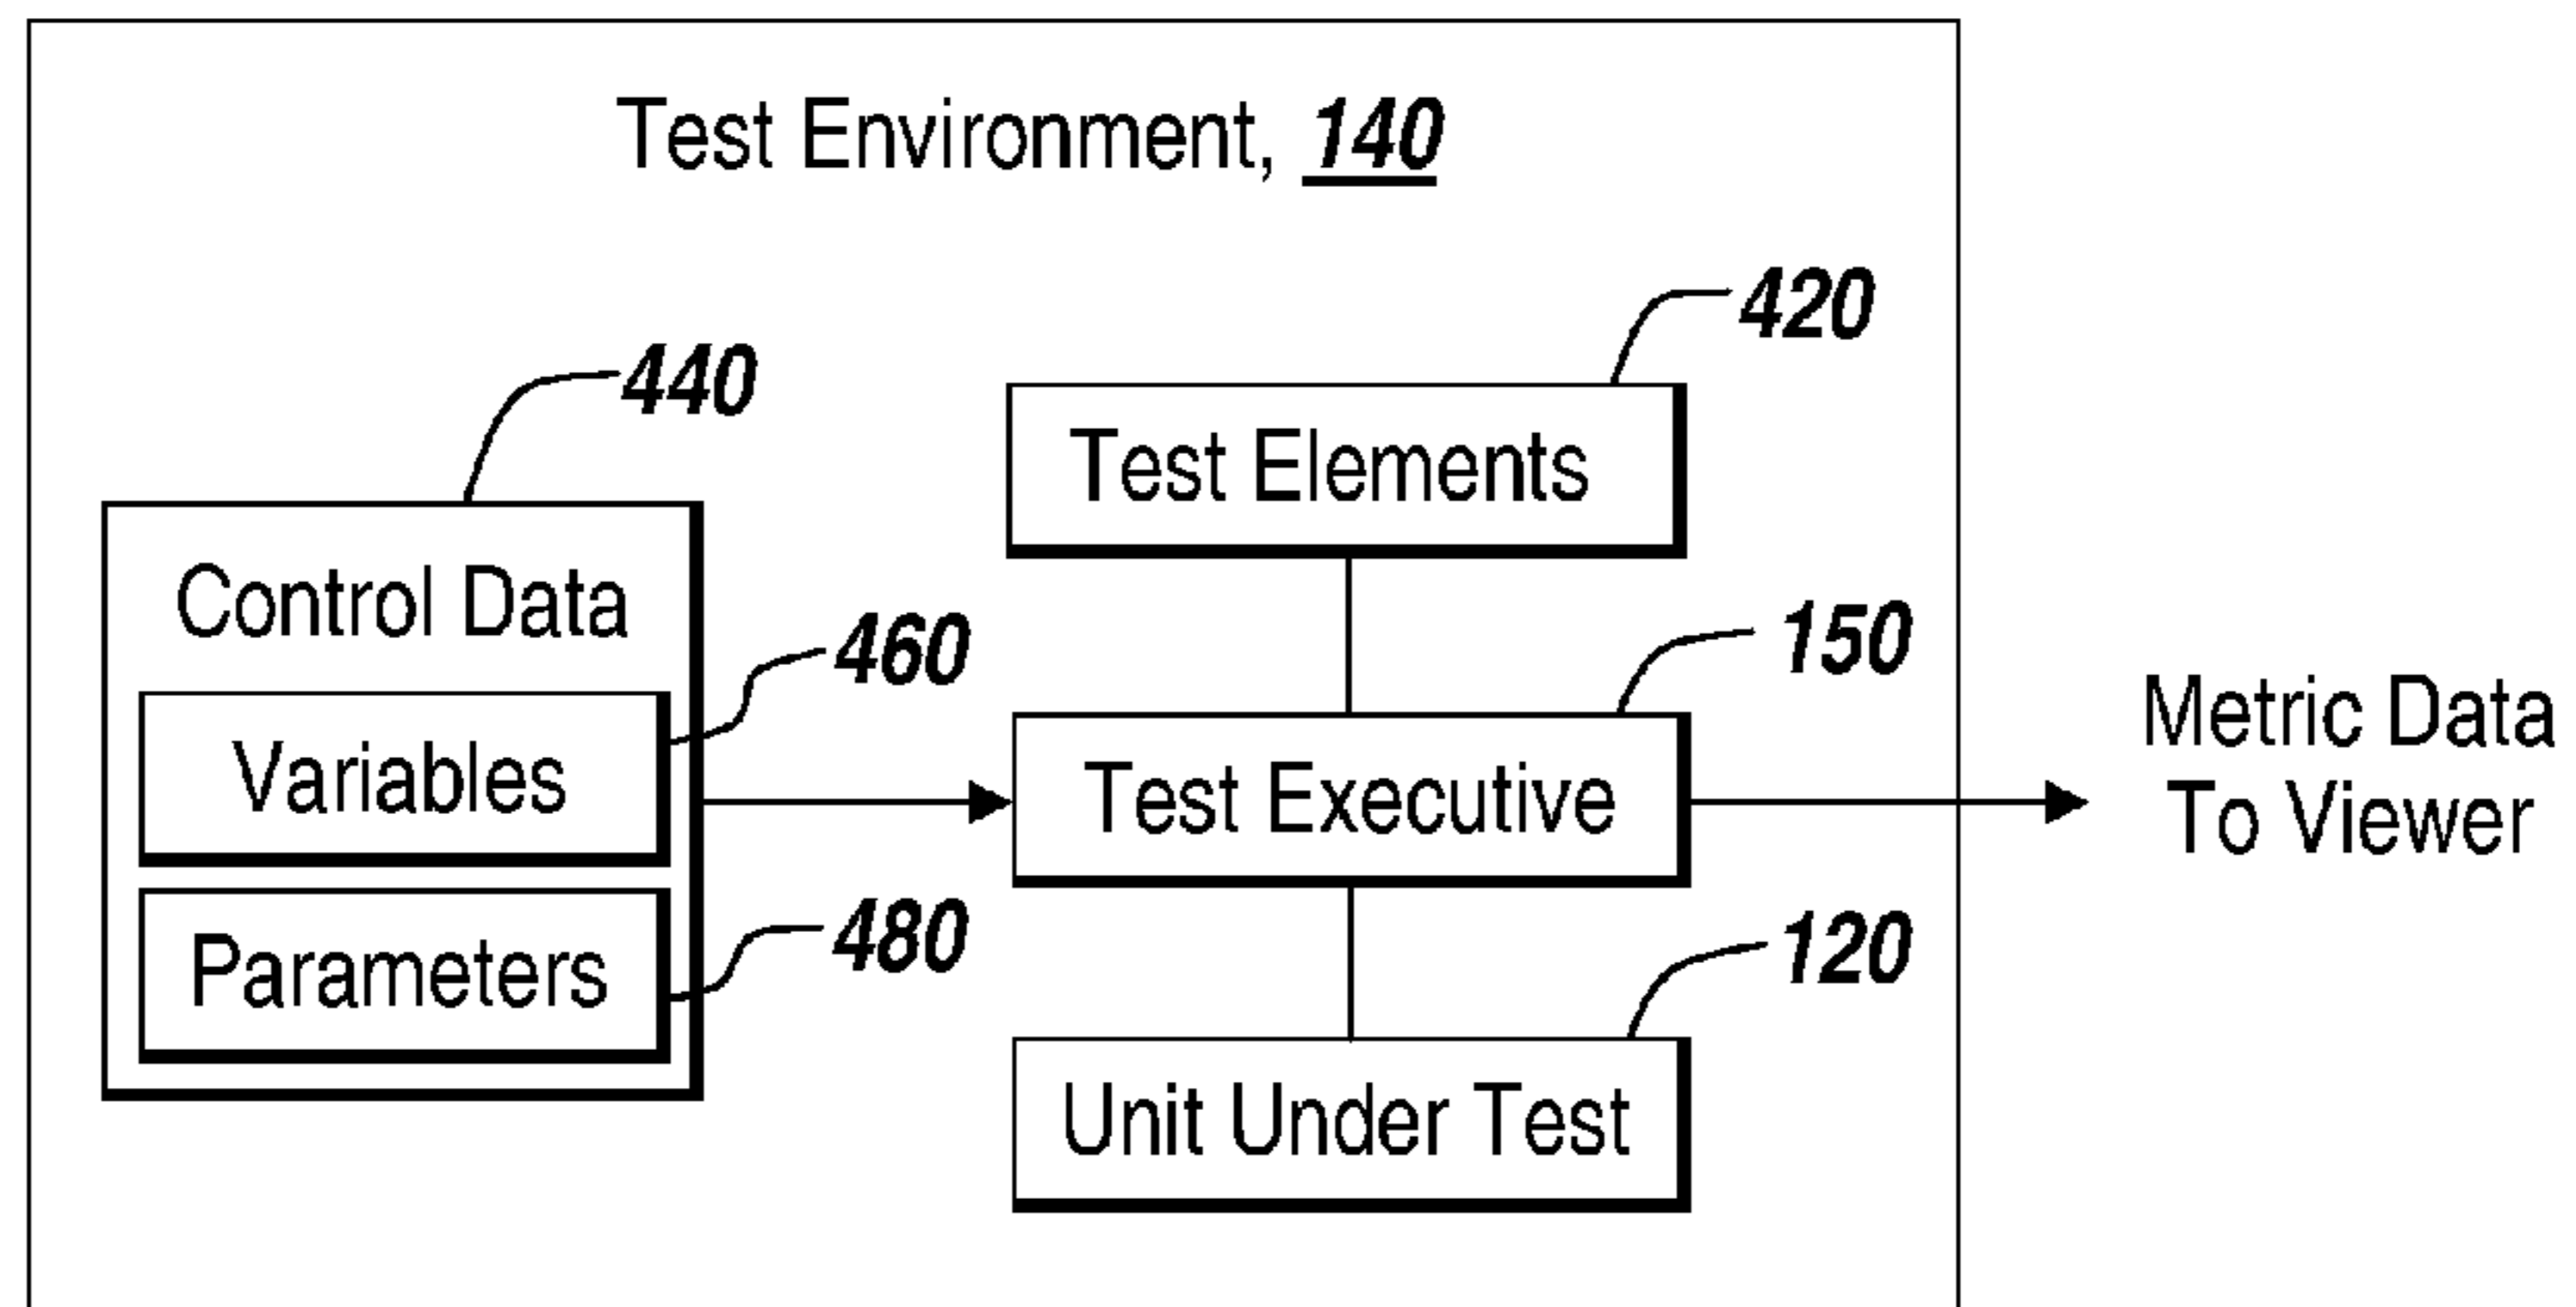 Test Environment, 140
420
440
Test Elements
Control Data
460
150
Variables
Test Executive
Metric Data
To Viewer
480
120
Parameters
Unit Under Test